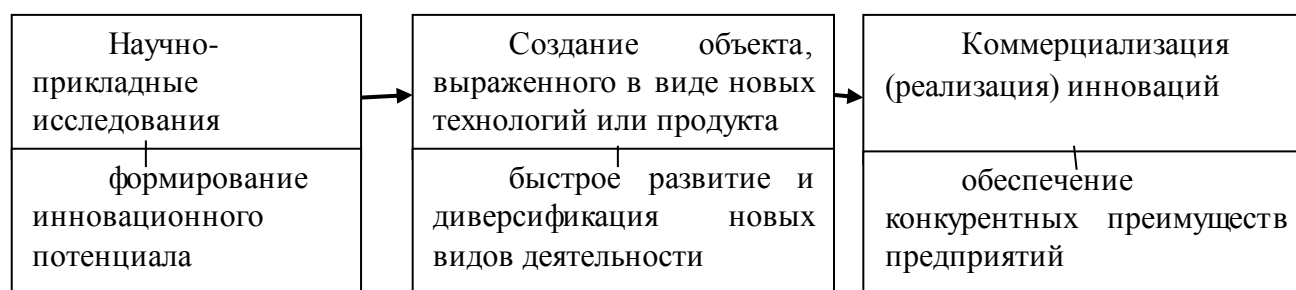 Научно-
прикладные
исследования
формирование
инновационного
потенциала
Создание объекта,
выраженного в виде новых
технологий или продукта
быстрое развитие и
диверсификация новых
видов деятельности
Коммерциализация
(реализация) инноваций
обеспечение
конкурентных преимуществ
предприятий